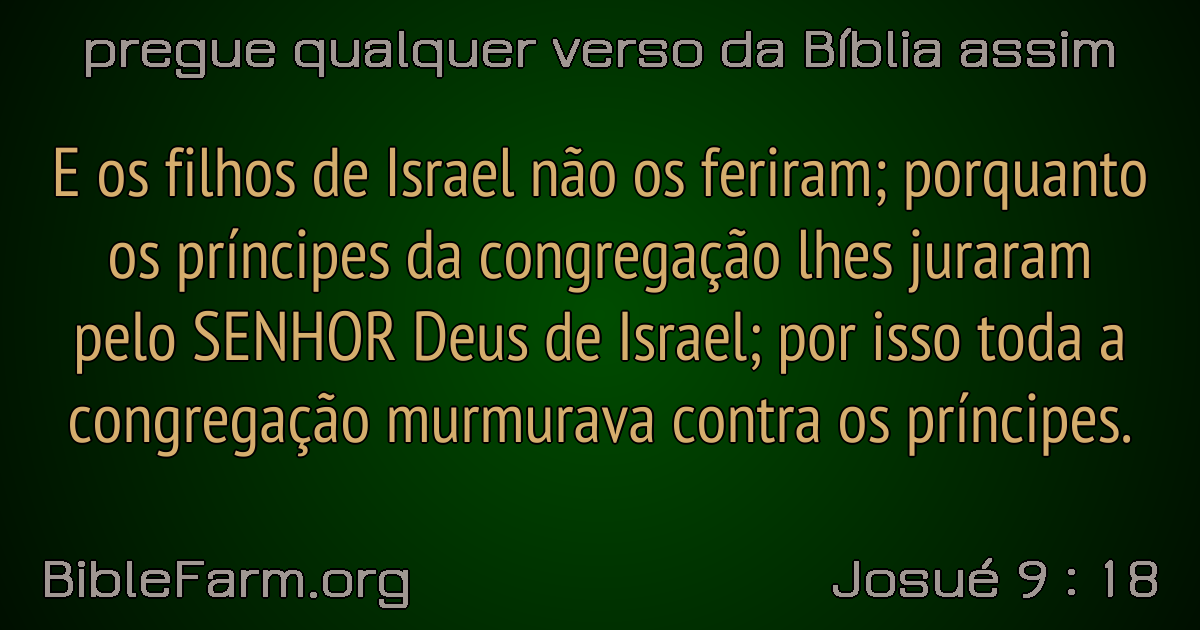 pregue qualquer verso da Bíblia assim
E os filhos de Israel não os feriram; porquanto
os príncipes da congregação lhes juraram
pelo SENHOR Deus de Israel; por isso toda a
congregação murmurava contra os príncipes.
BibleFarm.org
Josué 9 : 18